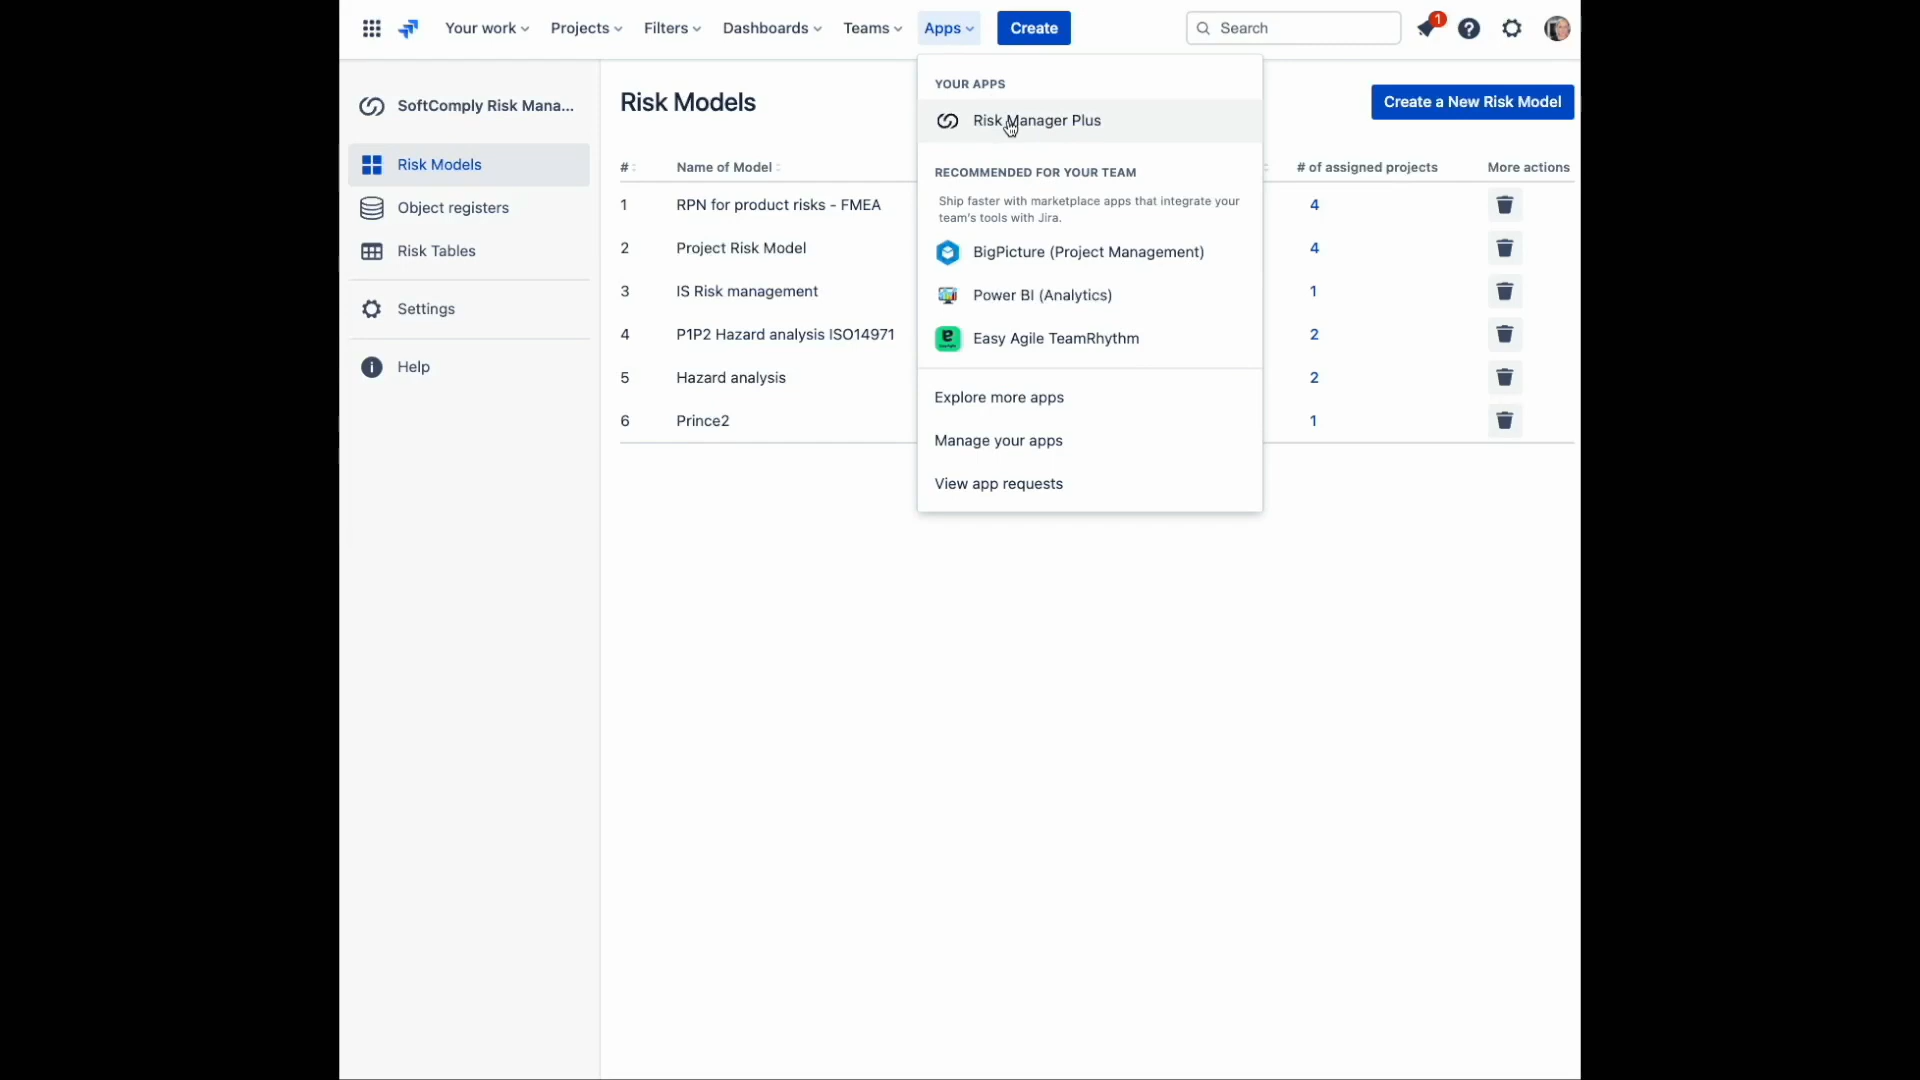 Your work
Projects
Filters
Dashboards
Teams
Apps
Create
Search
1
SoftComply Risk Mana...
Risk Models
Object registers
Risk Tables
Settings
Help
Risk Models
Create a New Risk Model
# Name of Model # of assigned projects More actions
1 RPN for product risks - FMEA 4
2 Project Risk Model 4
3 IS Risk management 1
4 P1P2 Hazard analysis ISO14971 2
5 Hazard analysis 2
6 Prince2 1
YOUR APPS
Risk Manager Plus
RECOMMENDED FOR YOUR TEAM
Ship faster with marketplace apps that integrate your
team's tools with Jira.
BigPicture (Project Management)
Power BI (Analytics)
Easy Agile TeamRhythm
Explore more apps
Manage your apps
View app requests